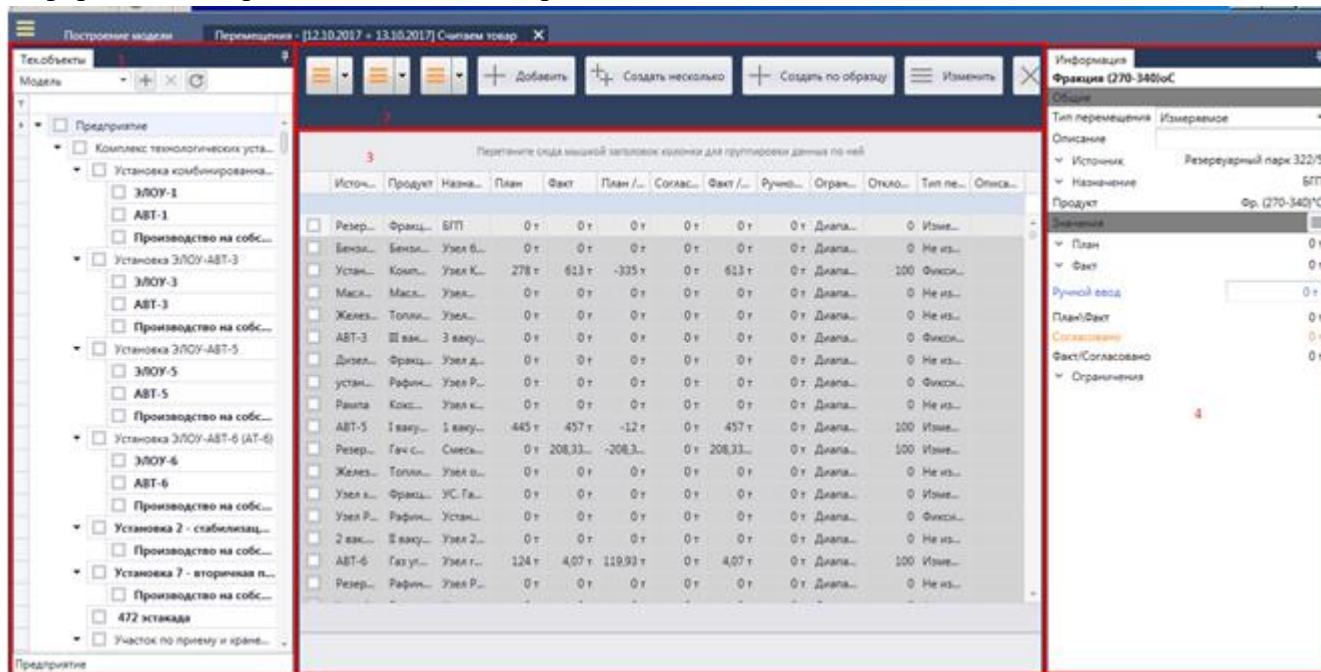 Построение модели
Перемещения - [12.10.2017 ÷ 13.10.2017] Считаем товар
Тех.объекты
1
Модель
Предприятие
Комплекс технологических уста...
Установка комбинированна...
ЭЛОУ-1
АВТ-1
Производство на собс...
Установка ЭЛОУ-АВТ-3
ЭЛОУ-3
АВТ-3
Производство на собс...
Установка ЭЛОУ-АВТ-5
ЭЛОУ-5
АВТ-5
Производство на собс...
Установка ЭЛОУ-АВТ-6 (АТ-6)
ЭЛОУ-6
АВТ-6
Производство на собс...
Установка 2 - стабилизац...
Производство на собс...
Установка 7 - вторичная п...
Производство на собс...
472 эстакада
Участок по приему и хране...
Предприятие
Добавить Создать несколько Создать по образцу Изменить
2
3
Перетяните сюда мышкой заголовок колонки для группировки данных по ней
Источ... Продукт Назна... План Факт План /... Соглас... Факт /... Ручно... Огран... Откло... Тип пе... Описа...
Резер... Фракц... БГП 0 т 0 т 0 т 0 т 0 т 0 т Диапа... 0 Изме...
Бензи... Бензи... Узел б... 0 т 0 т 0 т 0 т 0 т 0 т Диапа... 0 Не из...
Устан... Комп... Узел К... 278 т 613 т -335 т 0 т 613 т 0 т Диапа... 100 Фикси...
Масл... Масл... Узел... 0 т 0 т 0 т 0 т 0 т 0 т Диапа... 0 Не из...
Желез... Топли... Узел... 0 т 0 т 0 т 0 т 0 т 0 т Диапа... 0 Не из...
АВТ-3 III вак... 3 ваку... 0 т 0 т 0 т 0 т 0 т 0 т Диапа... 0 Фикси...
Дизел... Фракц... Узел д... 0 т 0 т 0 т 0 т 0 т 0 т Диапа... 0 Не из...
устан... Рафин... Узел Р... 0 т 0 т 0 т 0 т 0 т 0 т Диапа... 0 Фикси...
Рампа Кокс... Узел к... 0 т 0 т 0 т 0 т 0 т 0 т Диапа... 0 Не из...
АВТ-5 I ваку... 1 ваку... 445 т 457 т -12 т 0 т 457 т 0 т Диапа... 100 Изме...
Резер... Гач с... Смесь... 0 т 208,33... -208,3... 0 т 208,33... 0 т Диапа... 100 Изме...
Желез... Топли... Узел о... 0 т 0 т 0 т 0 т 0 т 0 т Диапа... 0 Не из...
Узел в... Фракц... УС. Га... 0 т 0 т 0 т 0 т 0 т 0 т Диапа... 0 Изме...
Узел Р... Рафин... Устан... 0 т 0 т 0 т 0 т 0 т 0 т Диапа... 0 Фикси...
2 вак... II ваку... Узел 2... 0 т 0 т 0 т 0 т 0 т 0 т Диапа... 0 Не из...
АВТ-6 Газ уг... Узел г... 124 т 4,07 т 119,93 т 0 т 4,07 т 0 т Диапа... 100 Изме...
Резер... Рафин... Узел Р... 0 т 0 т 0 т 0 т 0 т 0 т Диапа... 0 Не из...
Информация
Фракция (270-340)оС
Общие
Тип перемещения Измеряемое
Описание
Источник Резервуарный парк 322/5
Назначение БГП
Продукт Фр. (270-340)°С
Значения
План 0 т
Факт 0 т
Ручной ввод 0 т
План\Факт 0 т
Согласовано 0 т
Факт/Согласовано 0 т
Ограничения
4